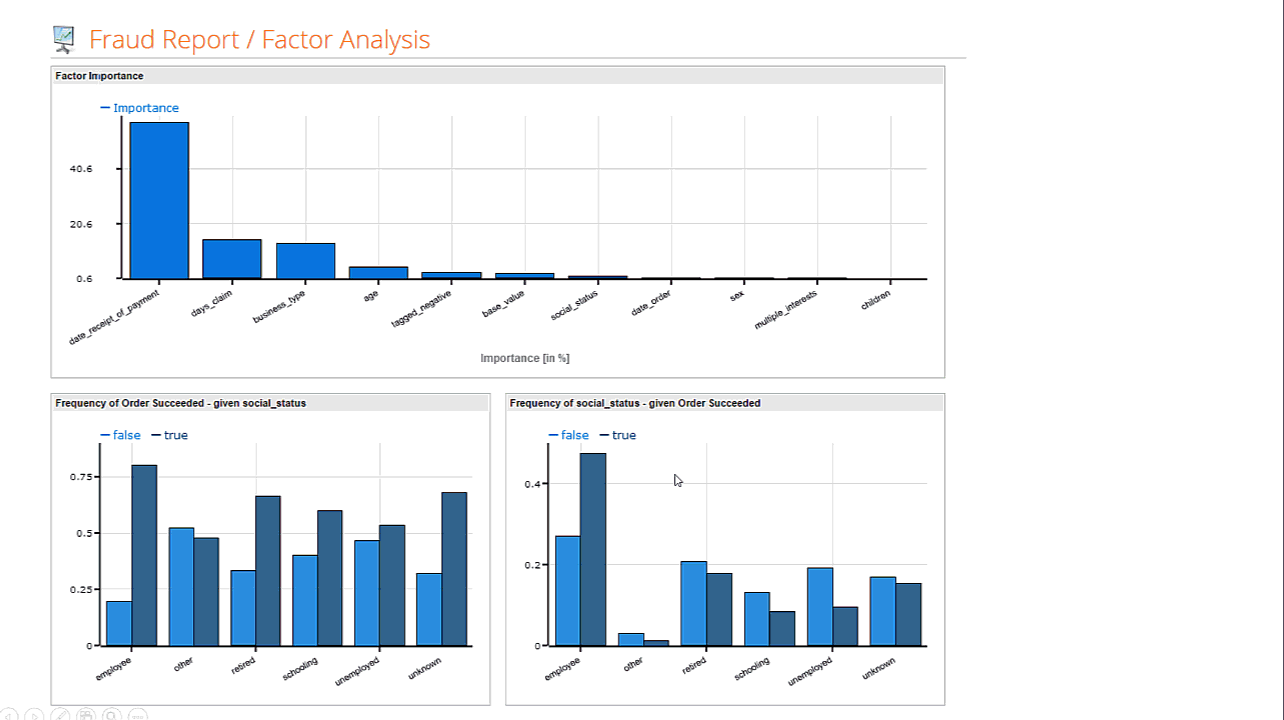 Fraud Report / Factor Analysis
Factor Importance
Importance
40.6
20.6
0.6
date_receipt_of_payment
days_claim
business_type
age
tagged_negative
base_value
social_status
date_order
sex
multiple_interests
children
Importance [in %]
Frequency of Order Succeeded - given social_status
false true
0.75
0.5
0.25
0
employee
other
retired
schooling
unemployed
unknown
Frequency of social_status - given Order Succeeded
false true
0.4
0.2
0
employee
other
retired
schooling
unemployed
unknown